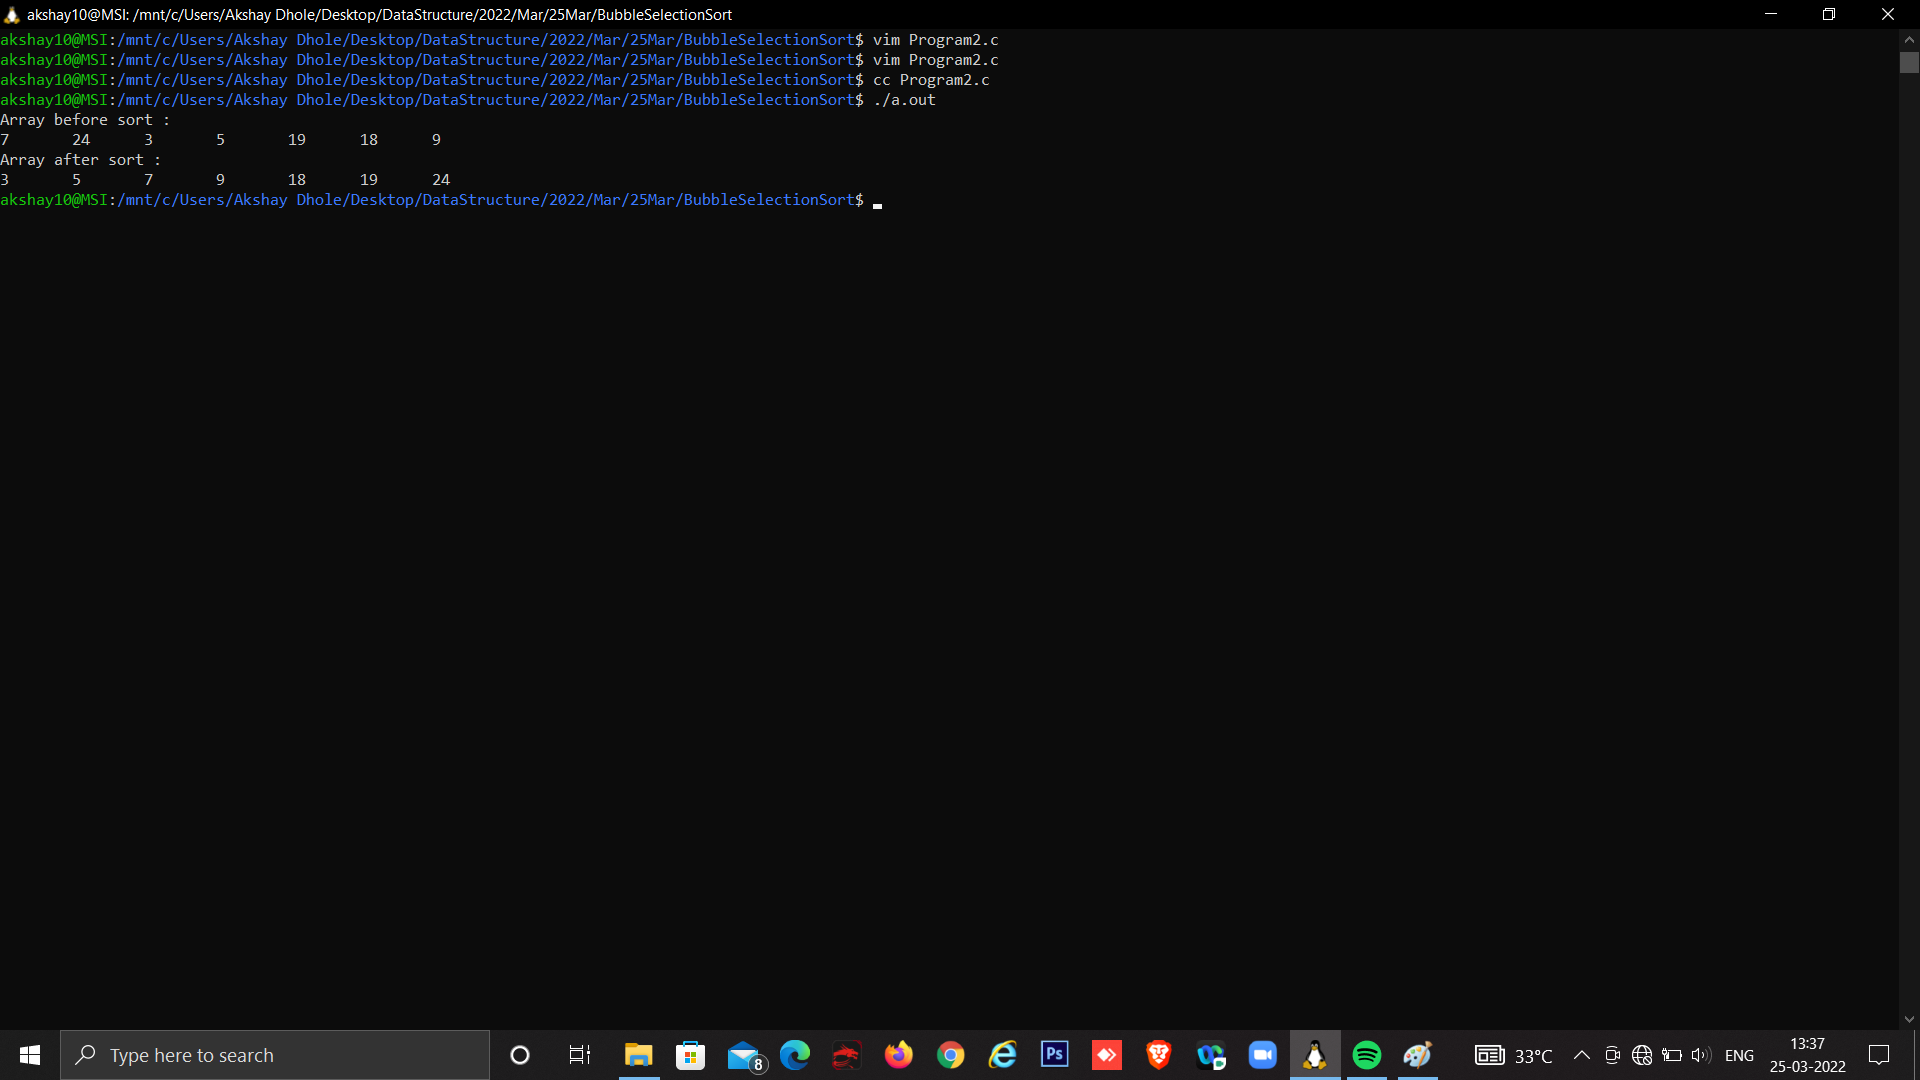 akshay10@MSI: /mnt/c/Users/Akshay Dhole/Desktop/DataStructure/2022/Mar/25Mar/BubbleSelectionSort
akshay10@MSI:/mnt/c/Users/Akshay Dhole/Desktop/DataStructure/2022/Mar/25Mar/BubbleSelectionSort$ vim Program2.c
akshay10@MSI:/mnt/c/Users/Akshay Dhole/Desktop/DataStructure/2022/Mar/25Mar/BubbleSelectionSort$ vim Program2.c
akshay10@MSI:/mnt/c/Users/Akshay Dhole/Desktop/DataStructure/2022/Mar/25Mar/BubbleSelectionSort$ cc Program2.c
akshay10@MSI:/mnt/c/Users/Akshay Dhole/Desktop/DataStructure/2022/Mar/25Mar/BubbleSelectionSort$ ./a.out
Array before sort :
7 24 3 5 19 18 9
Array after sort :
3 5 7 9 18 19 24
akshay10@MSI:/mnt/c/Users/Akshay Dhole/Desktop/DataStructure/2022/Mar/25Mar/BubbleSelectionSort$
Type here to search
8
Ps
33°C
ENG
13:37
25-03-2022